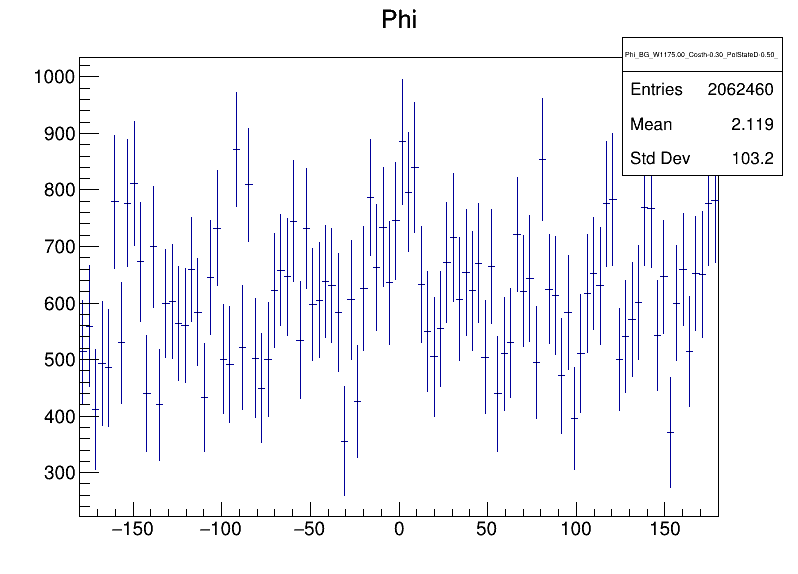 Phi
Phi_BG_W1175.00_Costh-0.30_PolStateD-0.50_
Entries 2062460
Mean 2.119
Std Dev 103.2
1000
900
800
700
600
500
400
300
−150 −100 −50 0 50 100 150